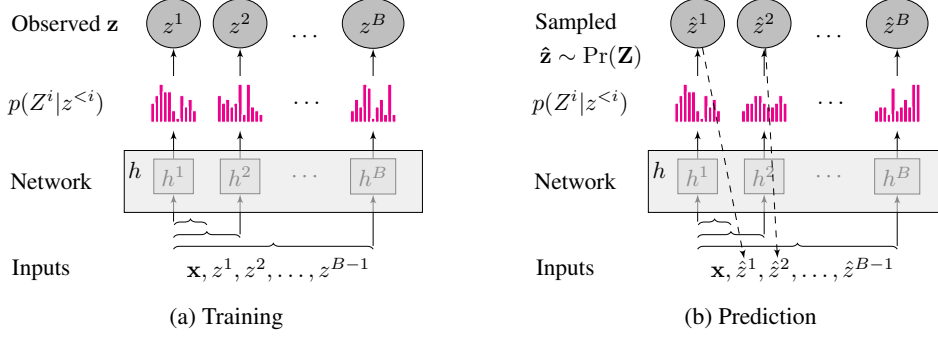 Observed z z^1 z^2 ... z^B
p(Z^i|z^{<i})
Network h h^1 h^2 ... h^B
Inputs x, z^1, z^2, ..., z^{B−1}
(a) Training
Sampled ẑ^1 ẑ^2 ... ẑ^B
ẑ ∼ Pr(Z)
p(Z^i|z^{<i}) ...
Network h h^1 h^2 ... h^B
Inputs x, ẑ^1, ẑ^2, ..., ẑ^{B−1}
(b) Prediction